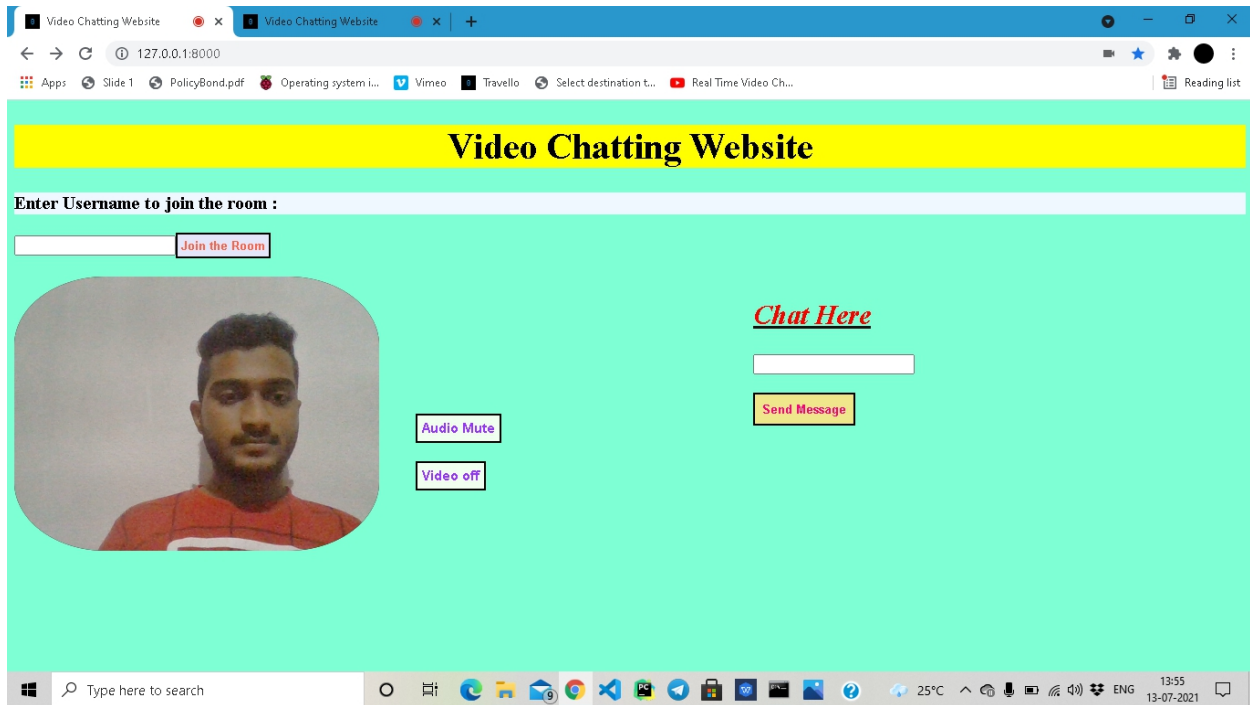 Video Chatting Website
Video Chatting Website
127.0.0.1:8000
Apps Slide 1 PolicyBond.pdf Operating system i... Vimeo Travello Select destination t... Real Time Video Ch... Reading list
Video Chatting Website
Enter Username to join the room :
Join the Room
Chat Here
Audio Mute
Send Message
Video off
Type here to search
9
PC
25°C
ENG
13:55
13-07-2021